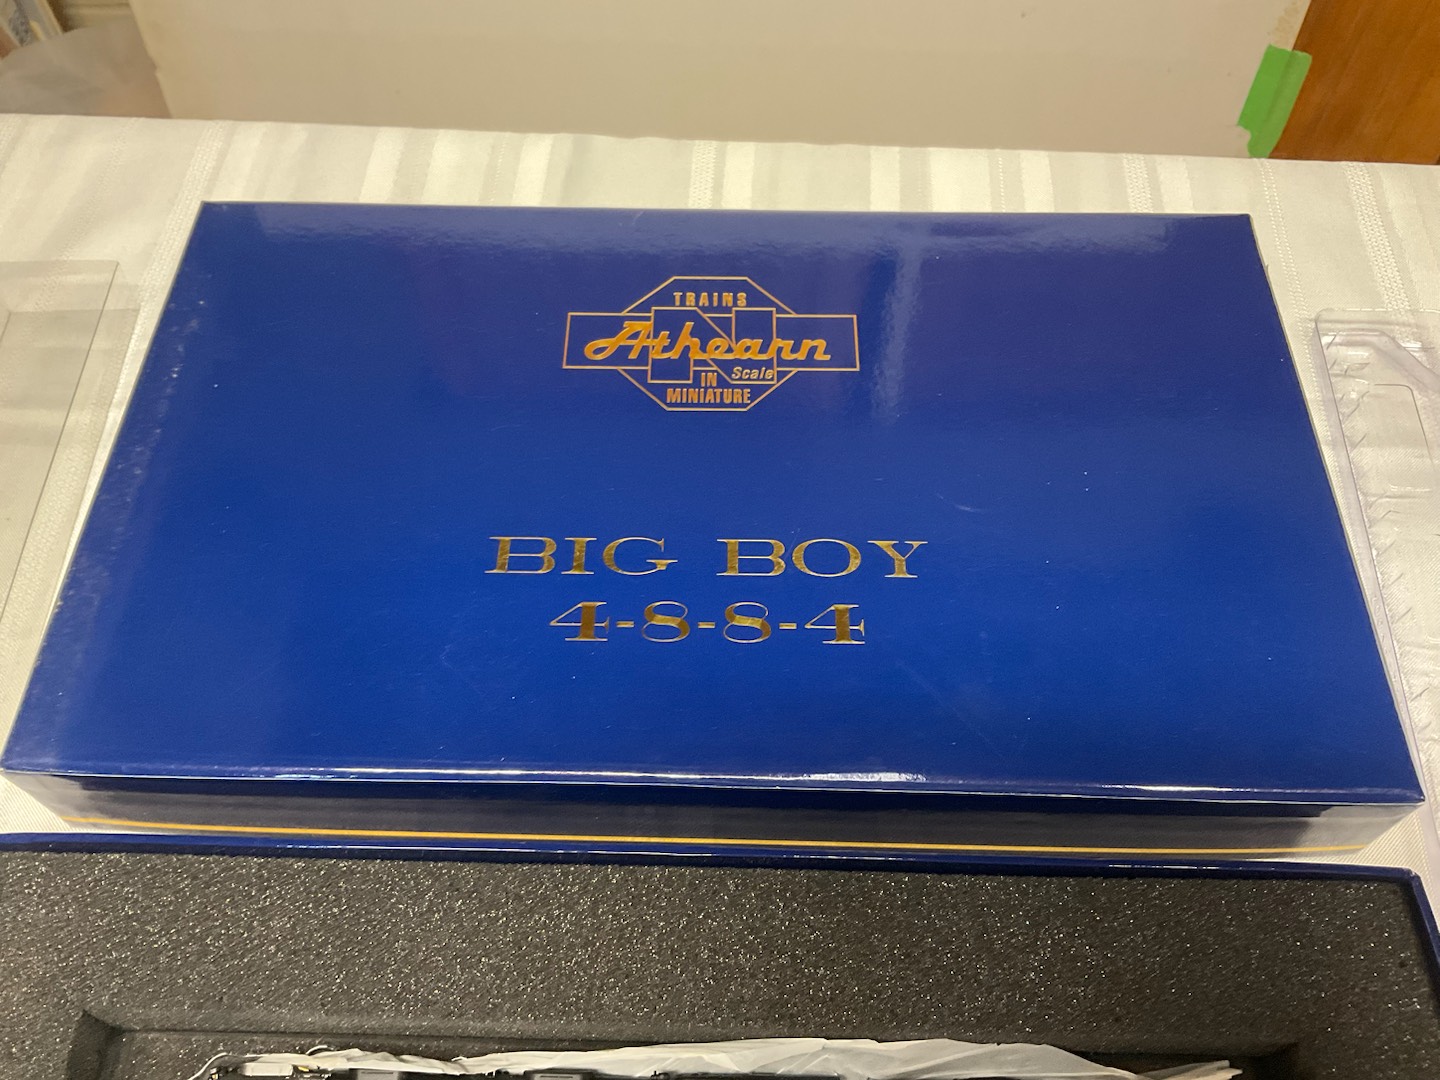 TRAINS
Athearn
N Scale
IN
MINIATURE
BIG BOY
4-8-8-4